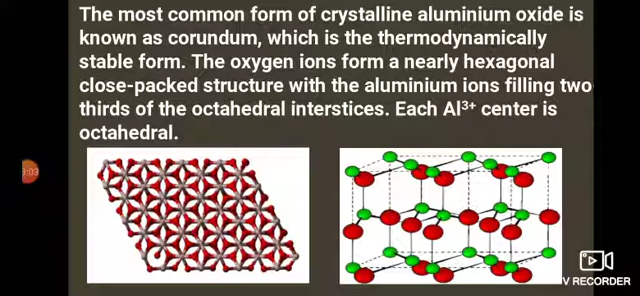 The most common form of crystalline aluminium oxide is
known as corundum, which is the thermodynamically
stable form. The oxygen ions form a nearly hexagonal
close-packed structure with the aluminium ions filling two
thirds of the octahedral interstices. Each Al³⁺ center is
octahedral.
:03
V RECORDER